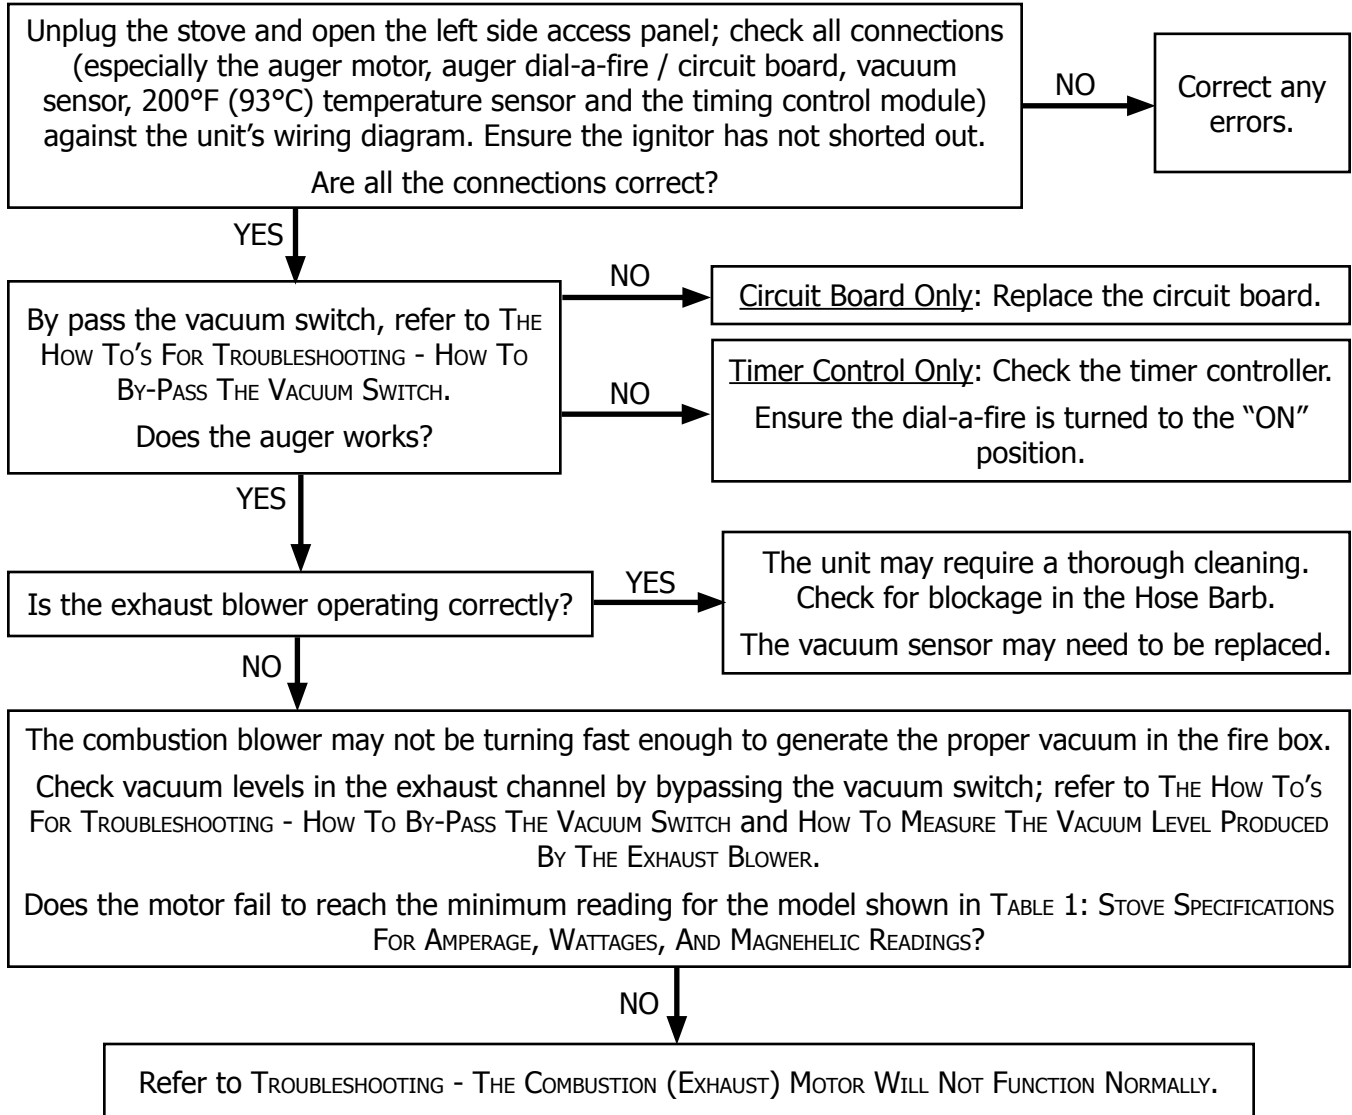 Unplug the stove and open the left side access panel; check all connections
(especially the auger motor, auger dial-a-fire / circuit board, vacuum
sensor, 200°F (93°C) temperature sensor and the timing control module)
against the unit's wiring diagram. Ensure the ignitor has not shorted out.
Are all the connections correct?
NO
Correct any
errors.
YES
By pass the vacuum switch, refer to The
How To's For Troubleshooting - How To
By-Pass The Vacuum Switch.
Does the auger works?
NO
Circuit Board Only: Replace the circuit board.
NO
Timer Control Only: Check the timer controller.
Ensure the dial-a-fire is turned to the “ON”
position.
YES
Is the exhaust blower operating correctly?
YES
The unit may require a thorough cleaning.
Check for blockage in the Hose Barb.
The vacuum sensor may need to be replaced.
NO
The combustion blower may not be turning fast enough to generate the proper vacuum in the fire box.
Check vacuum levels in the exhaust channel by bypassing the vacuum switch; refer to The How To's
For Troubleshooting - How To By-Pass The Vacuum Switch and How To Measure The Vacuum Level Produced
By The Exhaust Blower.
Does the motor fail to reach the minimum reading for the model shown in Table 1: Stove Specifications
For Amperage, Wattages, And Magnehelic Readings?
NO
Refer to Troubleshooting - The Combustion (Exhaust) Motor Will Not Function Normally.